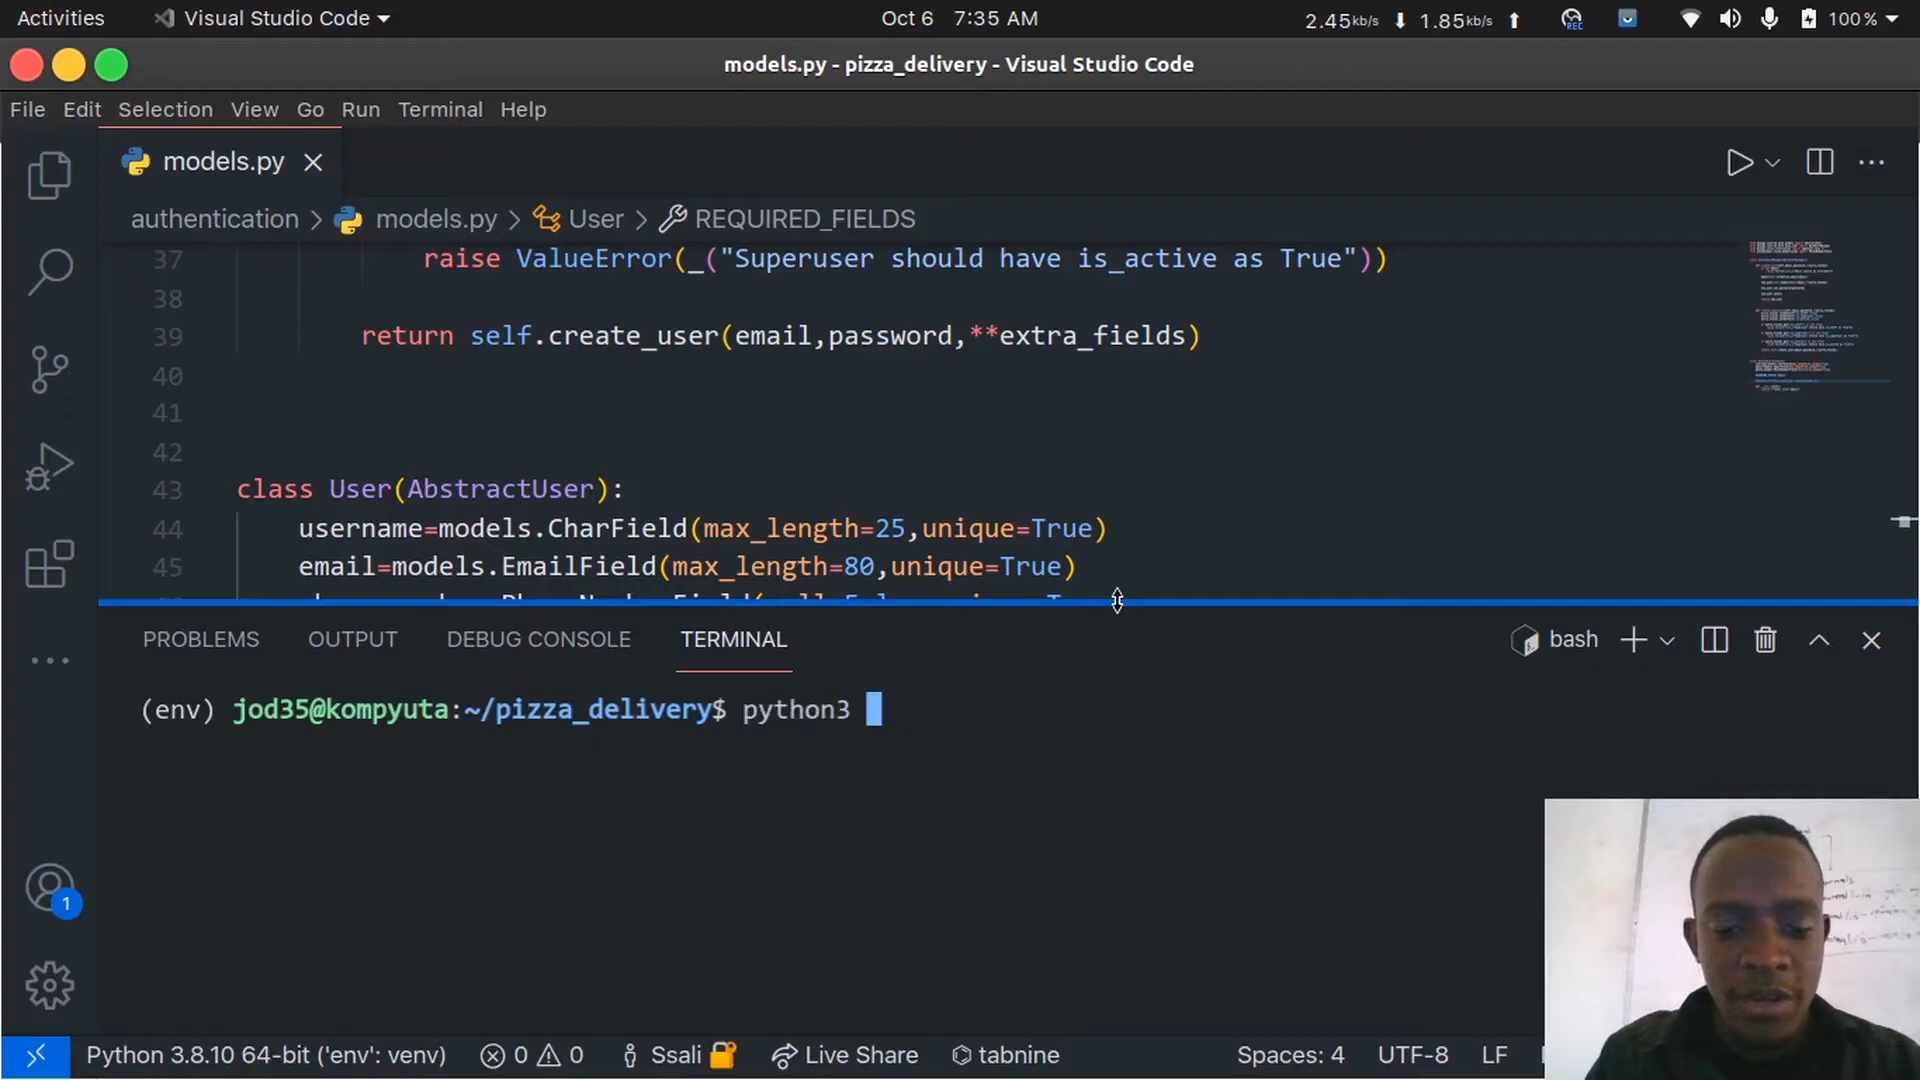 Activities Visual Studio Code Oct 6 7:35 AM 2.45kb/s 1.85kb/s REC 100%
models.py - pizza_delivery - Visual Studio Code
File Edit Selection View Go Run Terminal Help
models.py
authentication > models.py > User > REQUIRED_FIELDS
37 raise ValueError(_("Superuser should have is_active as True"))
38
39 return self.create_user(email,password,**extra_fields)
40
41
42
43 class User(AbstractUser):
44 username=models.CharField(max_length=25,unique=True)
45 email=models.EmailField(max_length=80,unique=True)
PROBLEMS OUTPUT DEBUG CONSOLE TERMINAL bash
(env) jod35@kompyuta:~/pizza_delivery$ python3
1
Python 3.8.10 64-bit ('env': venv) 0 0 Ssali Live Share tabnine Spaces: 4 UTF-8 LF